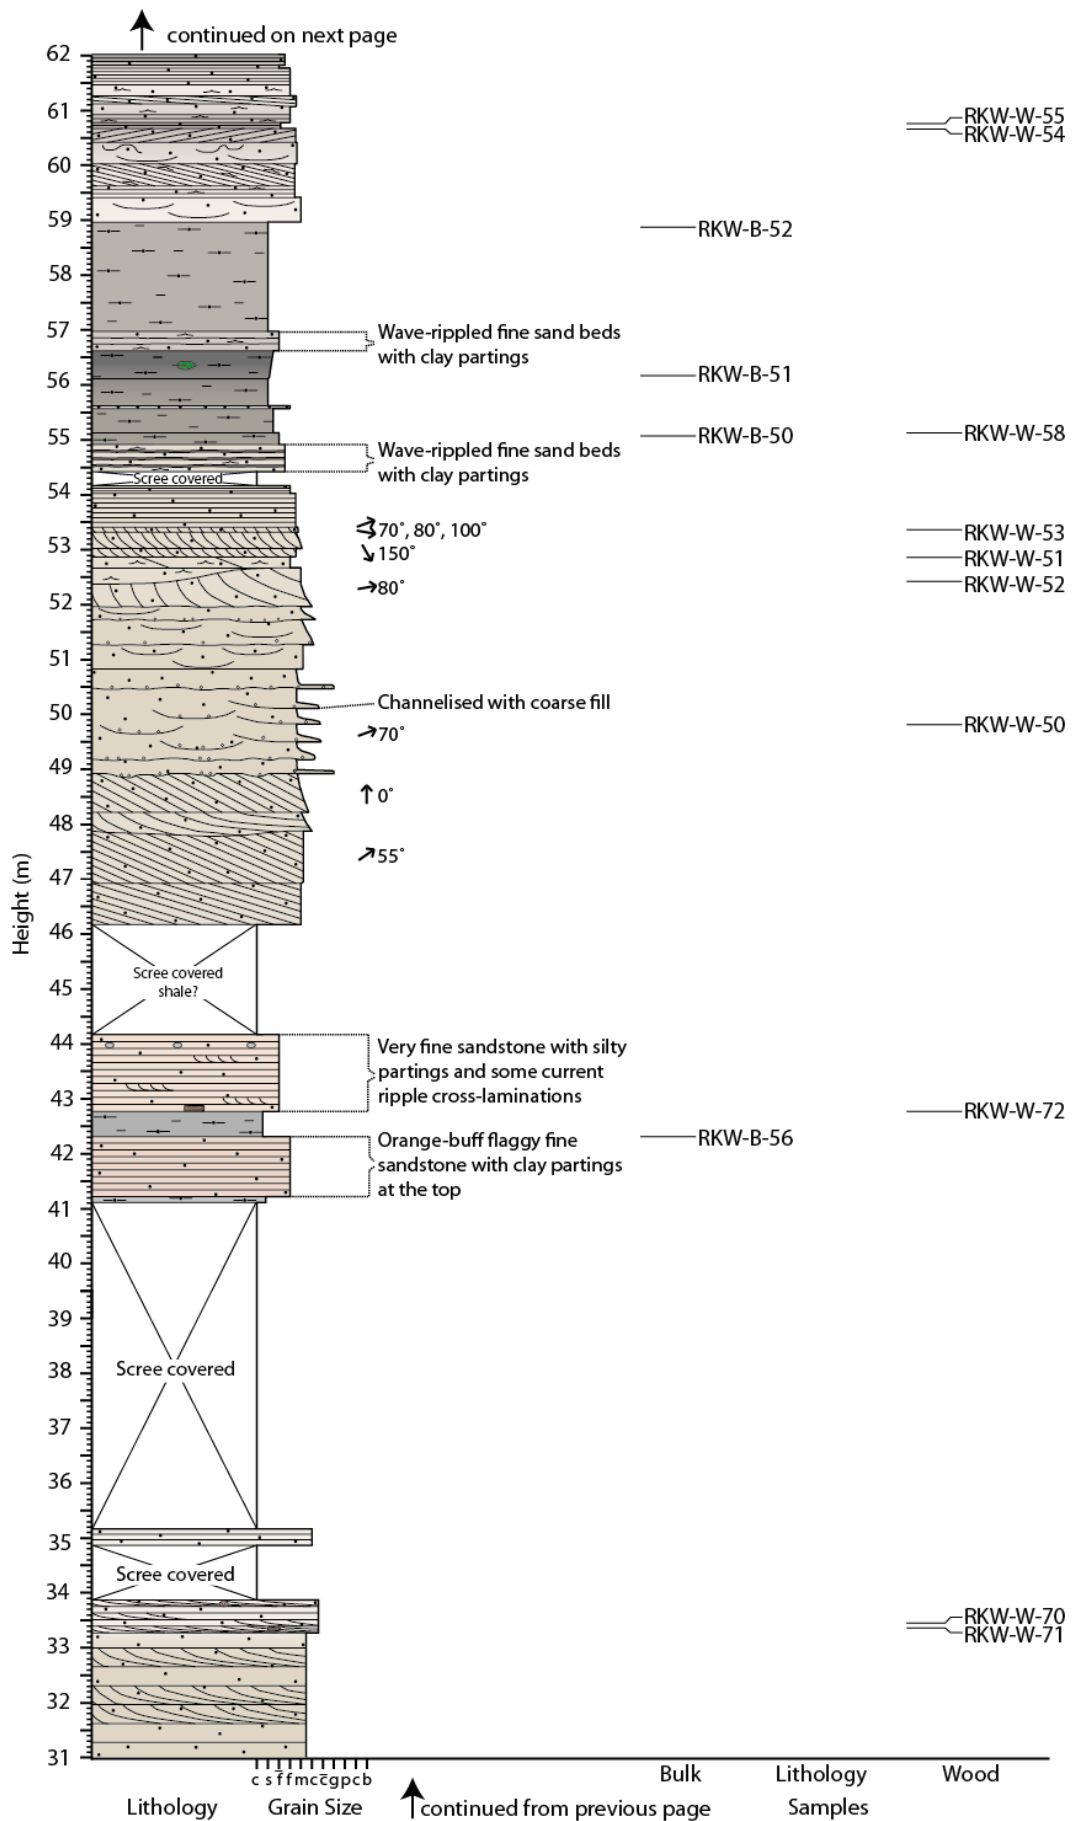 continued on next page
62
61
RKW-W-55
RKW-W-54
60
59
RKW-B-52
58
57
Wave-rippled fine sand beds
with clay partings
56
RKW-B-51
55
RKW-B-50
RKW-W-58
Wave-rippled fine sand beds
with clay partings
Scree covered
54
70°, 80°, 100°
RKW-W-53
53
150°
RKW-W-51
80°
RKW-W-52
52
51
Channelised with coarse fill
50
70°
RKW-W-50
49
0°
48
55°
47
Height (m)
46
Scree covered
shale?
45
44
Very fine sandstone with silty
partings and some current
ripple cross-laminations
43
RKW-W-72
RKW-B-56
42
Orange-buff flaggy fine
sandstone with clay partings
at the top
41
40
39
Scree covered
38
37
36
35
Scree covered
34
RKW-W-70
RKW-W-71
33
32
31
c s f̅ f m c c̅ g p c b
Bulk
Lithology
Wood
Lithology
Grain Size
continued from previous page
Samples